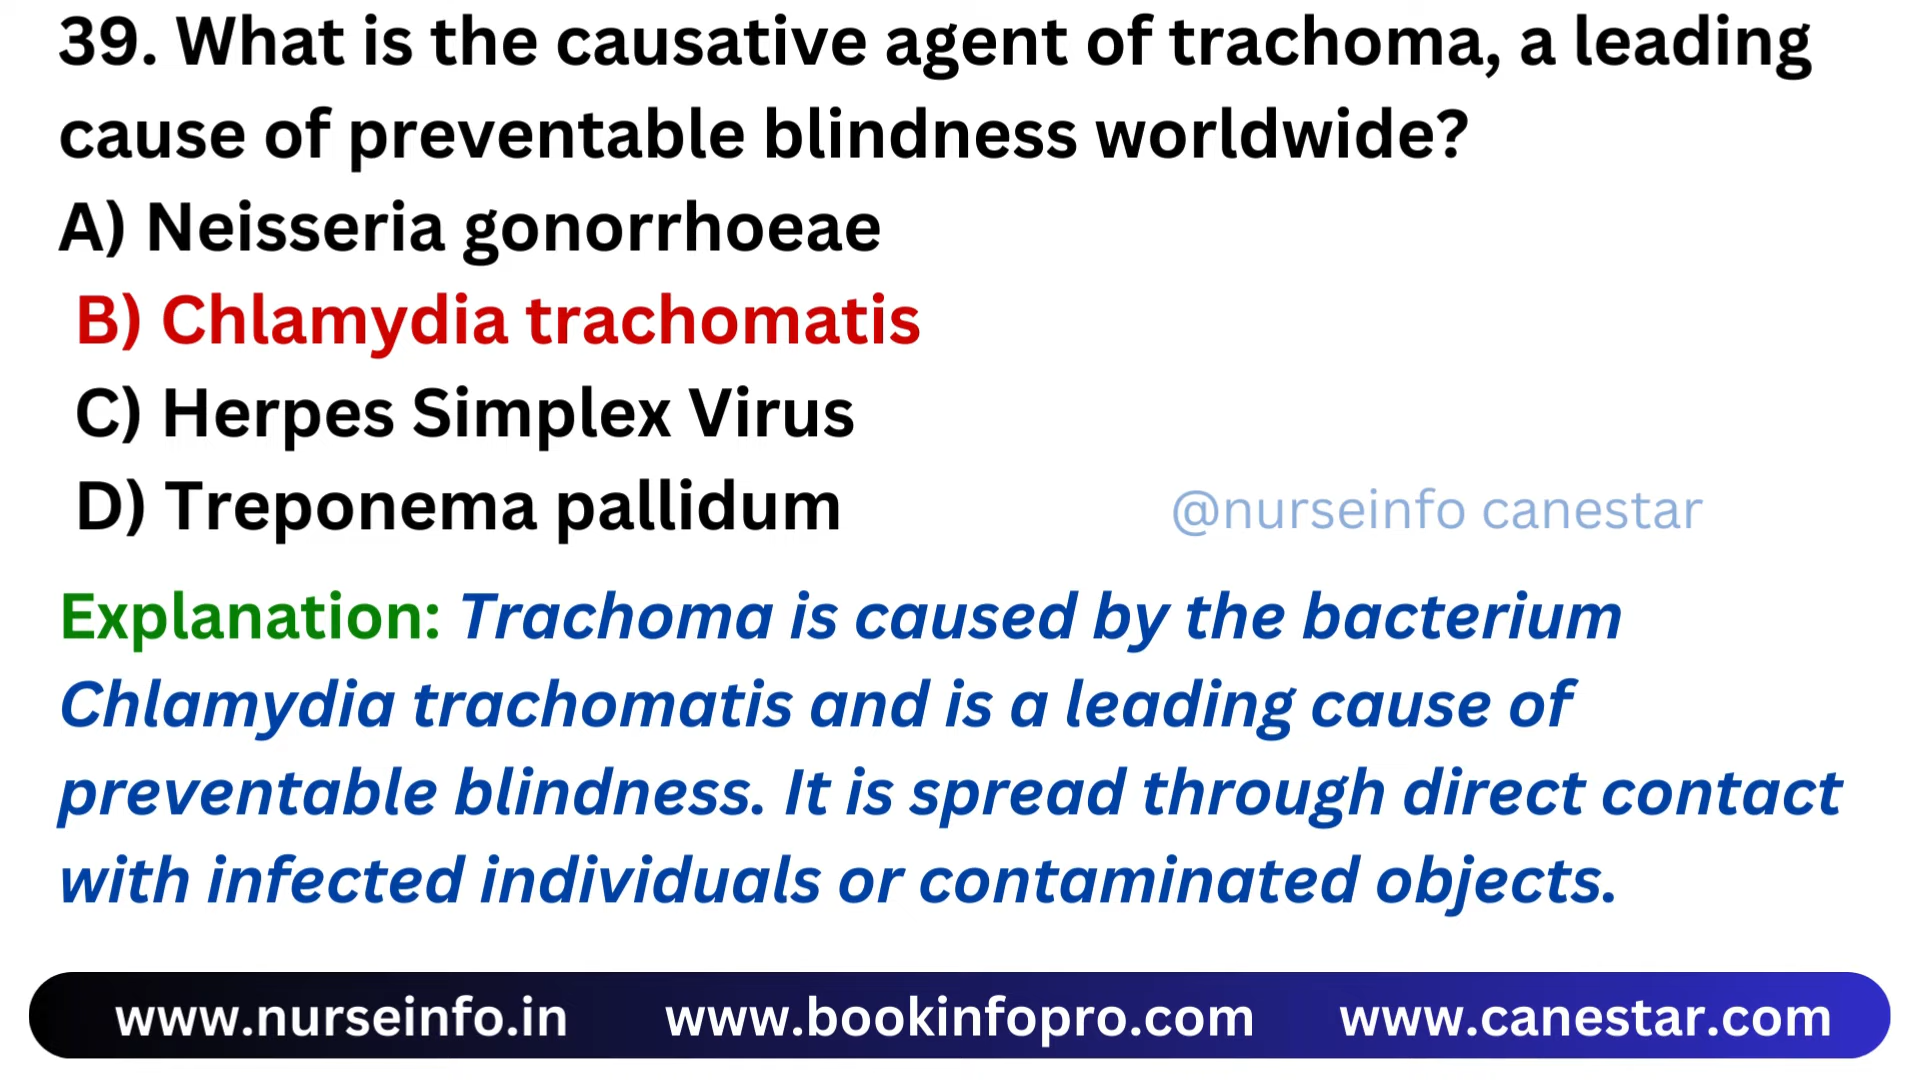 39. What is the causative agent of trachoma, a leading
cause of preventable blindness worldwide?
A) Neisseria gonorrhoeae
B) Chlamydia trachomatis
C) Herpes Simplex Virus
D) Treponema pallidum
@nurseinfo canestar
Explanation: Trachoma is caused by the bacterium
Chlamydia trachomatis and is a leading cause of
preventable blindness. It is spread through direct contact
with infected individuals or contaminated objects.
www.nurseinfo.in www.bookinfopro.com www.canestar.com